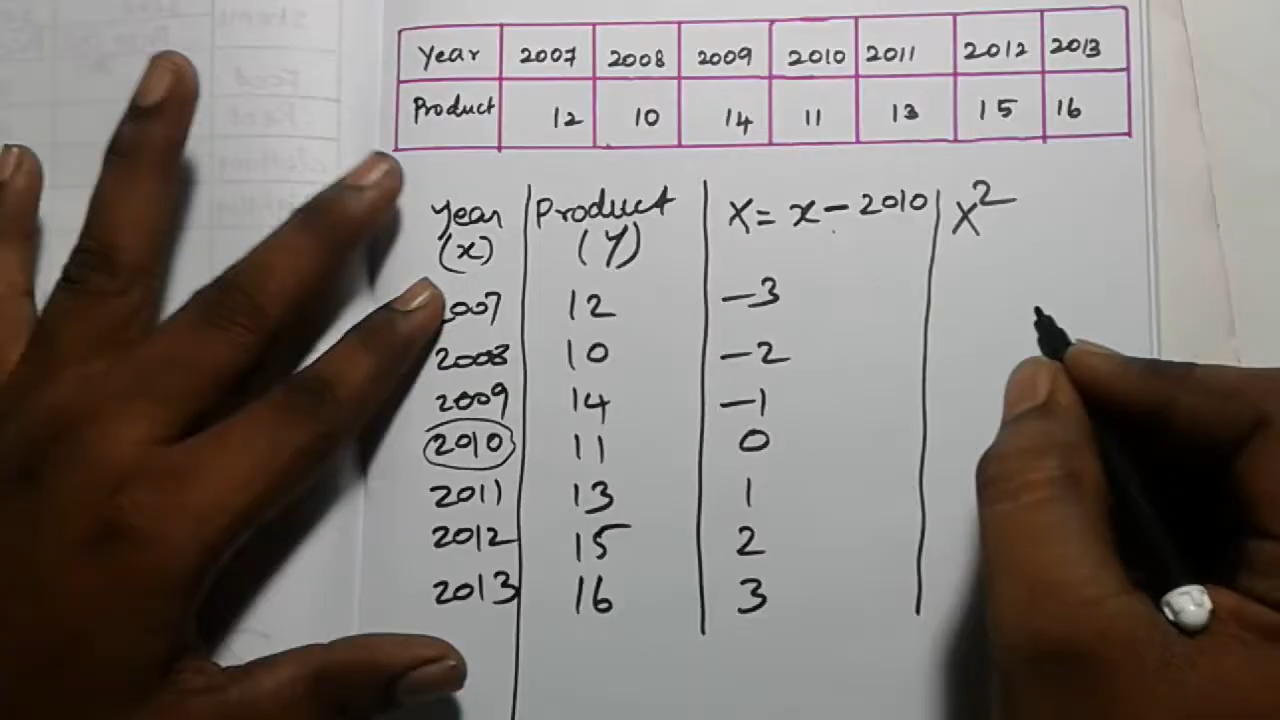 Year 2007 2008 2009 2010 2011 2012 2013
Product 12 10 14 11 13 15 16
Year (x) Product (Y) X = x - 2010 X²
2007 12 -3
2008 10 -2
2009 14 -1
2010 11 0
2011 13 1
2012 15 2
2013 16 3